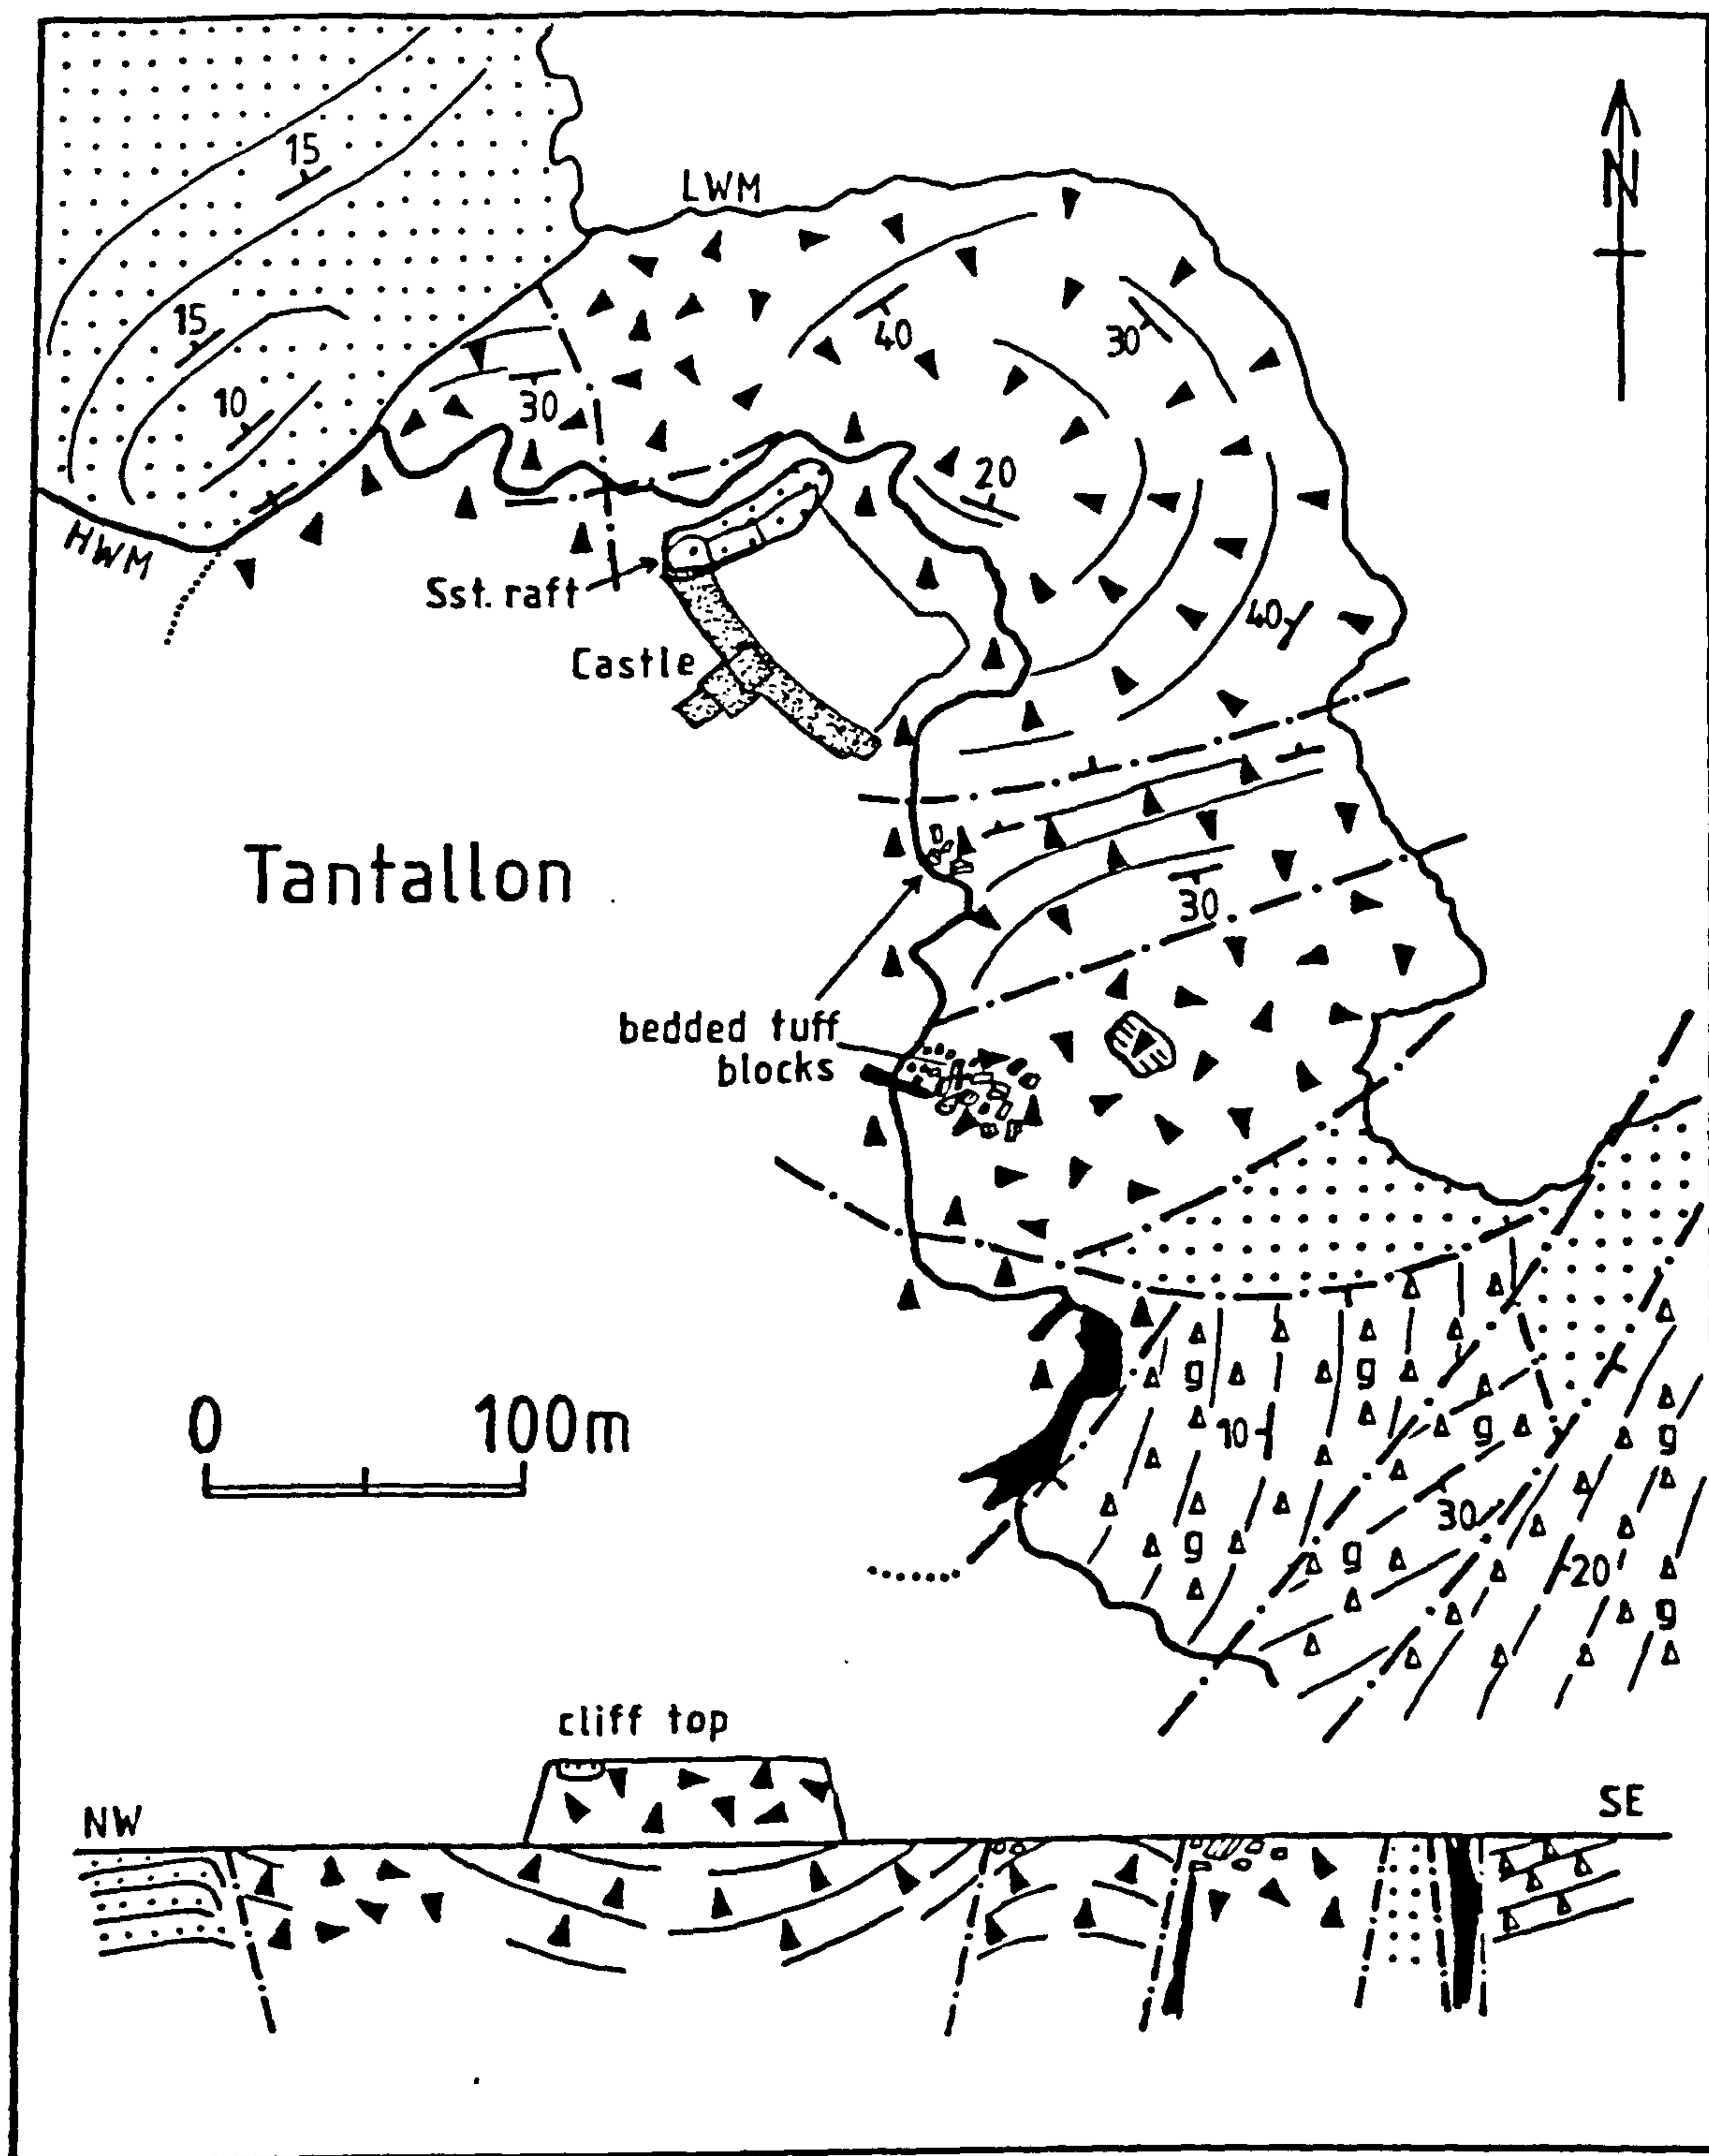 15
LWM
N
15
40
30
10
30
20
HWM
Sst. raft
40
Castle
Tantallon
30
bedded tuff
blocks
0 100m
g g
10
g g
30
g g
20
g
cliff top
NW SE